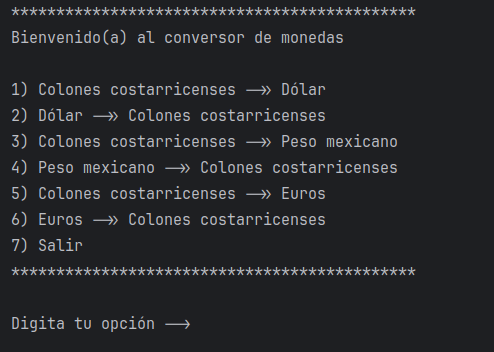 *********************************************
Bienvenido(a) al conversor de monedas
1) Colones costarricenses -->> Dólar
2) Dólar -->> Colones costarricenses
3) Colones costarricenses -->> Peso mexicano
4) Peso mexicano -->> Colones costarricenses
5) Colones costarricenses -->> Euros
6) Euros -->> Colones costarricenses
7) Salir
*********************************************
Digita tu opción -->